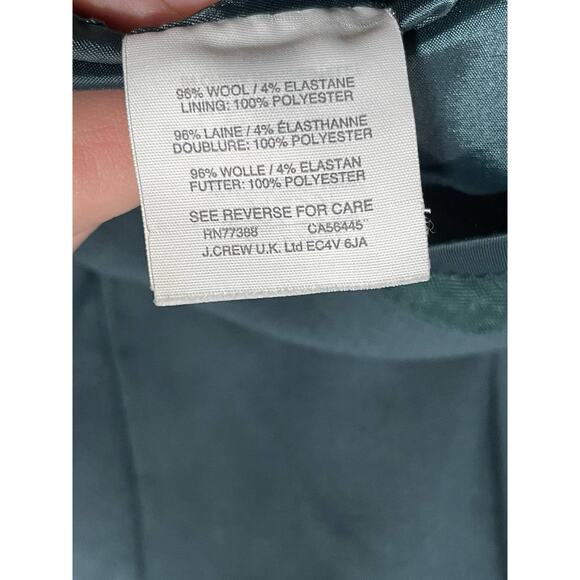 96% WOOL / 4% ELASTANE
LINING: 100% POLYESTER
96% LAINE / 4% ÉLASTHANNE
DOUBLURE: 100% POLYESTER
96% WOLLE / 4% ELASTAN
FUTTER: 100% POLYESTER
SEE REVERSE FOR CARE
RN77388 CA56445
J.CREW U.K. Ltd EC4V 6JA